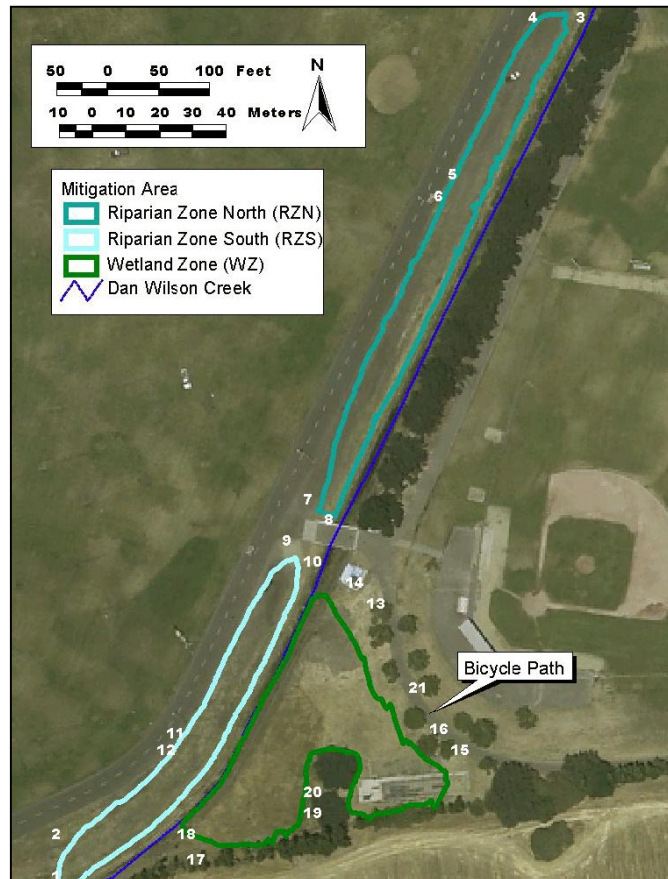 4 3
50 0 50 100 Feet
N
10 0 10 20 30 40 Meters
5
Mitigation Area
6
Riparian Zone North (RZN)
Riparian Zone South (RZS)
Wetland Zone (WZ)
Dan Wilson Creek
7
8
9
10
14
13
Bicycle Path
21
16
11
12
15
20
19
2
18
17
1